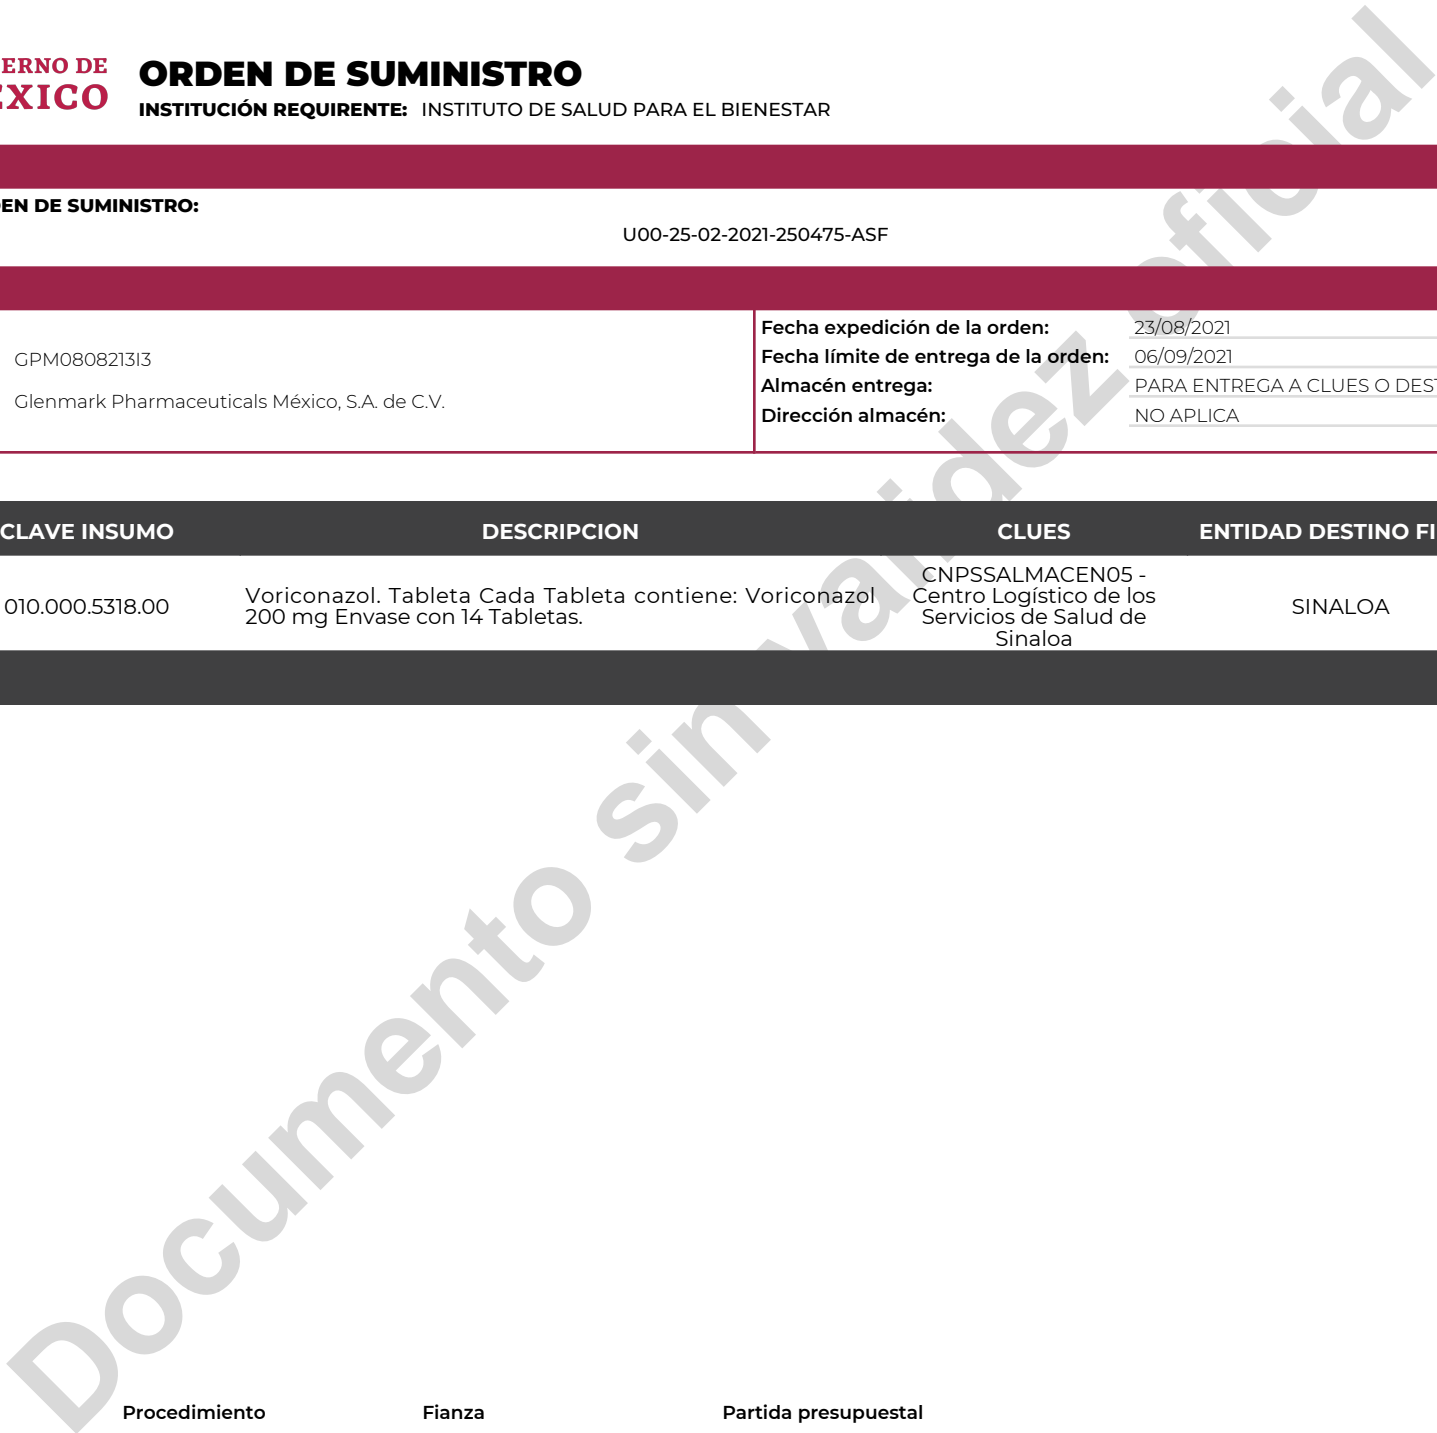 ERNO DE
ORDEN DE SUMINISTRO
INSTITUCIÓN REQUIRENTE: INSTITUTO DE SALUD PARA EL BIENESTAR
EN DE SUMINISTRO:
U00-25-02-2021-250475-ASF
Fecha expedición de la orden: 23/08/2021
GPM0808213I3
Fecha límite de entrega de la orden: 06/09/2021
Almacén entrega: PARA ENTREGA A CLUES O DEST
Glenmark Pharmaceuticals México, S.A. de C.V.
Dirección almacén: NO APLICA
CLAVE INSUMO DESCRIPCION CLUES ENTIDAD DESTINO FI
010.000.5318.00
Voriconazol. Tableta Cada Tableta contiene: Voriconazol
200 mg Envase con 14 Tabletas.
CNPSSALMACEN05 -
Centro Logístico de los
Servicios de Salud de
Sinaloa
SINALOA
Documento sin validez oficial
Procedimiento Fianza Partida presupuestal